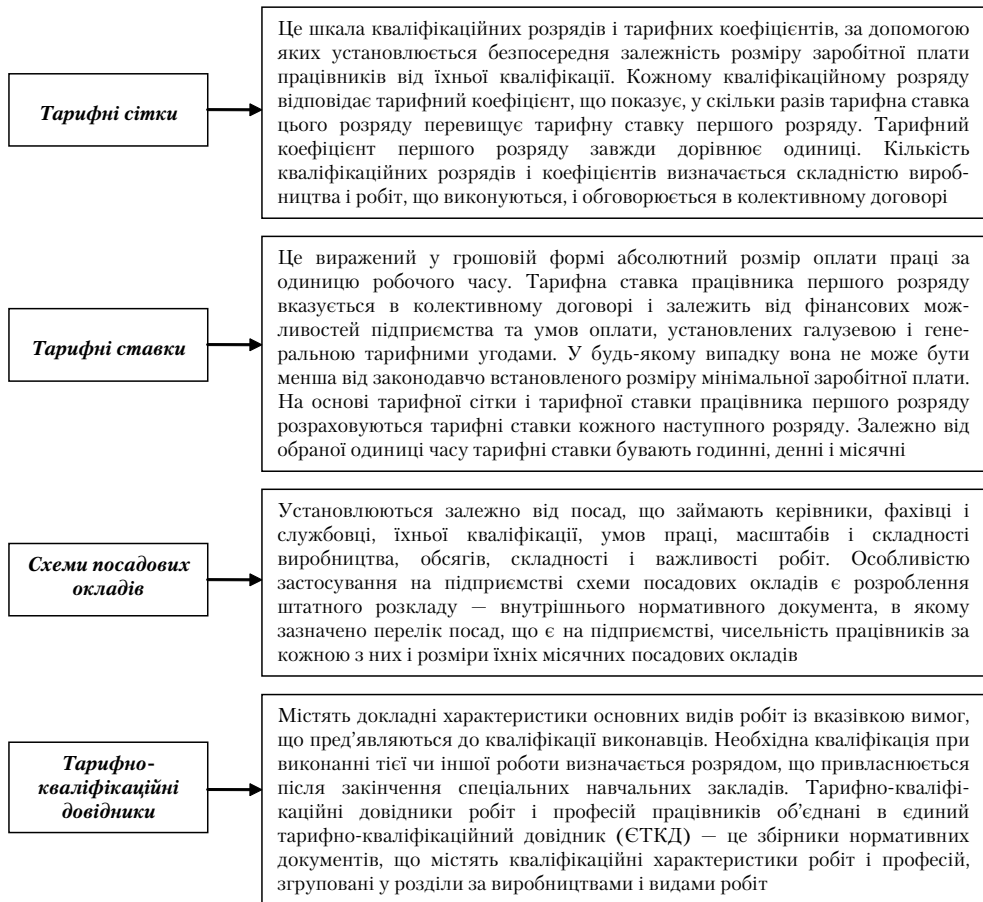 Тарифні сітки
Це шкала кваліфікаційних розрядів і тарифних коефіцієнтів, за допомогою
яких установлюється безпосередня залежність розміру заробітної плати
працівників від їхньої кваліфікації. Кожному кваліфікаційному розряду
відповідає тарифний коефіцієнт, що показує, у скільки разів тарифна ставка
цього розряду перевищує тарифну ставку першого розряду. Тарифний
коефіцієнт першого розряду завжди дорівнює одиниці. Кількість
кваліфікаційних розрядів і коефіцієнтів визначається складністю вироб-
ництва і робіт, що виконуються, і обговорюється в колективному договорі
Тарифні ставки
Це виражений у грошовій формі абсолютний розмір оплати праці за
одиницю робочого часу. Тарифна ставка працівника першого розряду
вказується в колективному договорі і залежить від фінансових мож-
ливостей підприємства та умов оплати, установлених галузевою і гене-
ральною тарифними угодами. У будь-якому випадку вона не може бути
менша від законодавчо встановленого розміру мінімальної заробітної плати.
На основі тарифної сітки і тарифної ставки працівника першого розряду
розраховуються тарифні ставки кожного наступного розряду. Залежно від
обраної одиниці часу тарифні ставки бувають годинні, денні і місячні
Схеми посадових
окладів
Установлюються залежно від посад, що займають керівники, фахівці і
службовці, їхньої кваліфікації, умов праці, масштабів і складності
виробництва, обсягів, складності і важливості робіт. Особливістю
застосування на підприємстві схеми посадових окладів є розроблення
штатного розкладу — внутрішнього нормативного документа, в якому
зазначено перелік посад, що є на підприємстві, чисельність працівників за
кожною з них і розміри їхніх місячних посадових окладів
Тарифно-
кваліфікаційні
довідники
Містять докладні характеристики основних видів робіт із вказівкою вимог,
що пред’являються до кваліфікації виконавців. Необхідна кваліфікація при
виконанні тієї чи іншої роботи визначається розрядом, що привласнюється
після закінчення спеціальних навчальних закладів. Тарифно-кваліфі-
каційні довідники робіт і професій працівників об’єднані в єдиний
тарифно-кваліфікаційний довідник (ЄТКД) — це збірники нормативних
документів, що містять кваліфікаційні характеристики робіт і професій,
згруповані у розділи за виробництвами і видами робіт